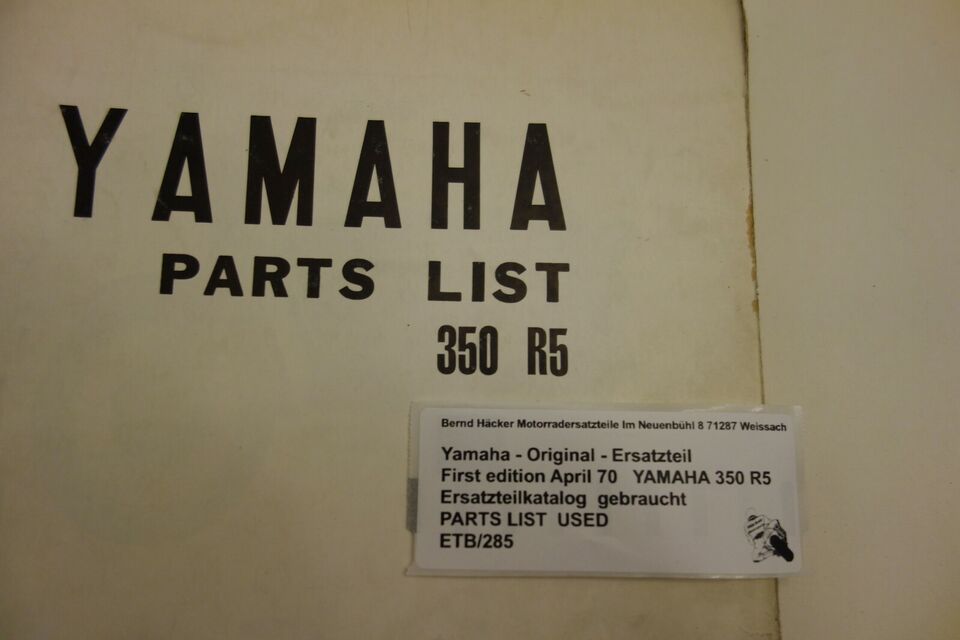 YAMAHA
PARTS LIST
350 R5
Bernd Häcker Motorradersatzteile Im Neuenbühl 8 71287 Weissach
Yamaha - Original - Ersatzteil
First edition April 70 YAMAHA 350 R5
Ersatzteilkatalog gebraucht
PARTS LIST USED
ETB/285